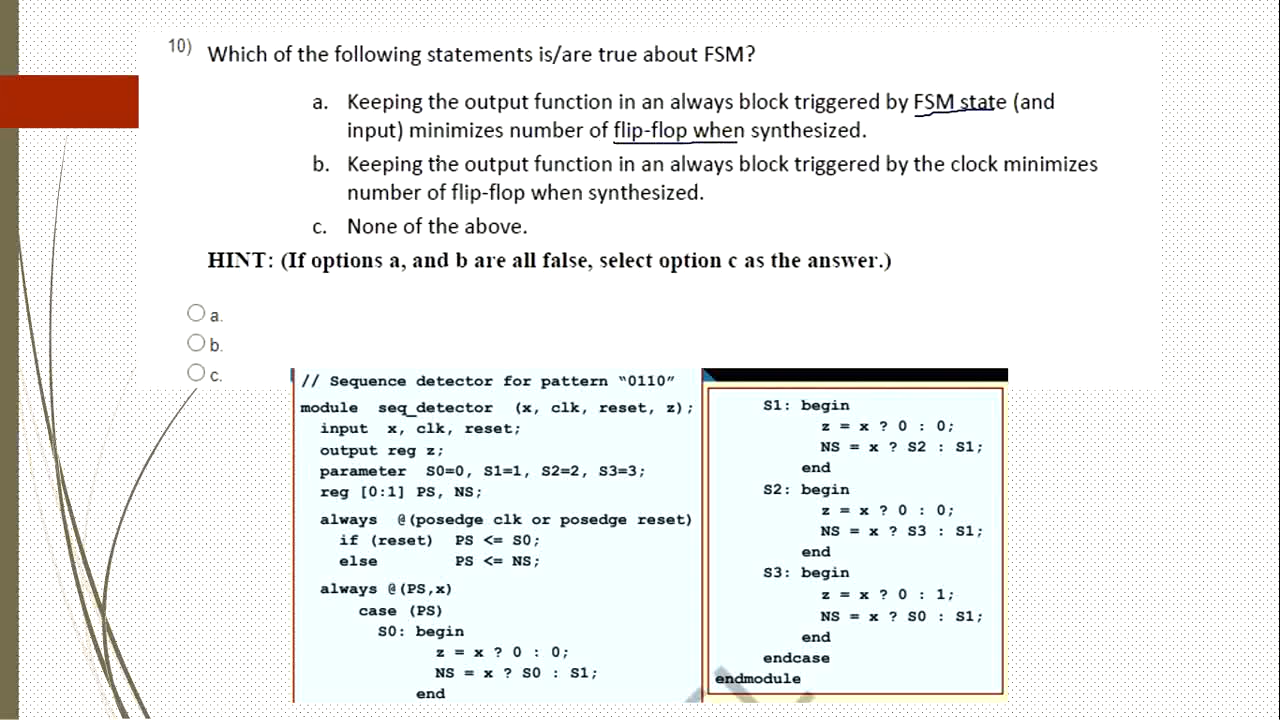 10) Which of the following statements is/are true about FSM?
a. Keeping the output function in an always block triggered by FSM state (and
input) minimizes number of flip-flop when synthesized.
b. Keeping the output function in an always block triggered by the clock minimizes
number of flip-flop when synthesized.
c. None of the above.
HINT: (If options a, and b are all false, select option c as the answer.)
a.
b.
c.
// Sequence detector for pattern “0110”
module seq_detector (x, clk, reset, z);
input x, clk, reset;
output reg z;
parameter S0=0, S1=1, S2=2, S3=3;
reg [0:1] PS, NS;
always @(posedge clk or posedge reset)
if (reset) PS <= S0;
else PS <= NS;
always @(PS,x)
case (PS)
S0: begin
z = x ? 0 : 0;
NS = x ? S0 : S1;
end
S1: begin
z = x ? 0 : 0;
NS = x ? S2 : S1;
end
S2: begin
z = x ? 0 : 0;
NS = x ? S3 : S1;
end
S3: begin
z = x ? 0 : 1;
NS = x ? S0 : S1;
end
endcase
endmodule